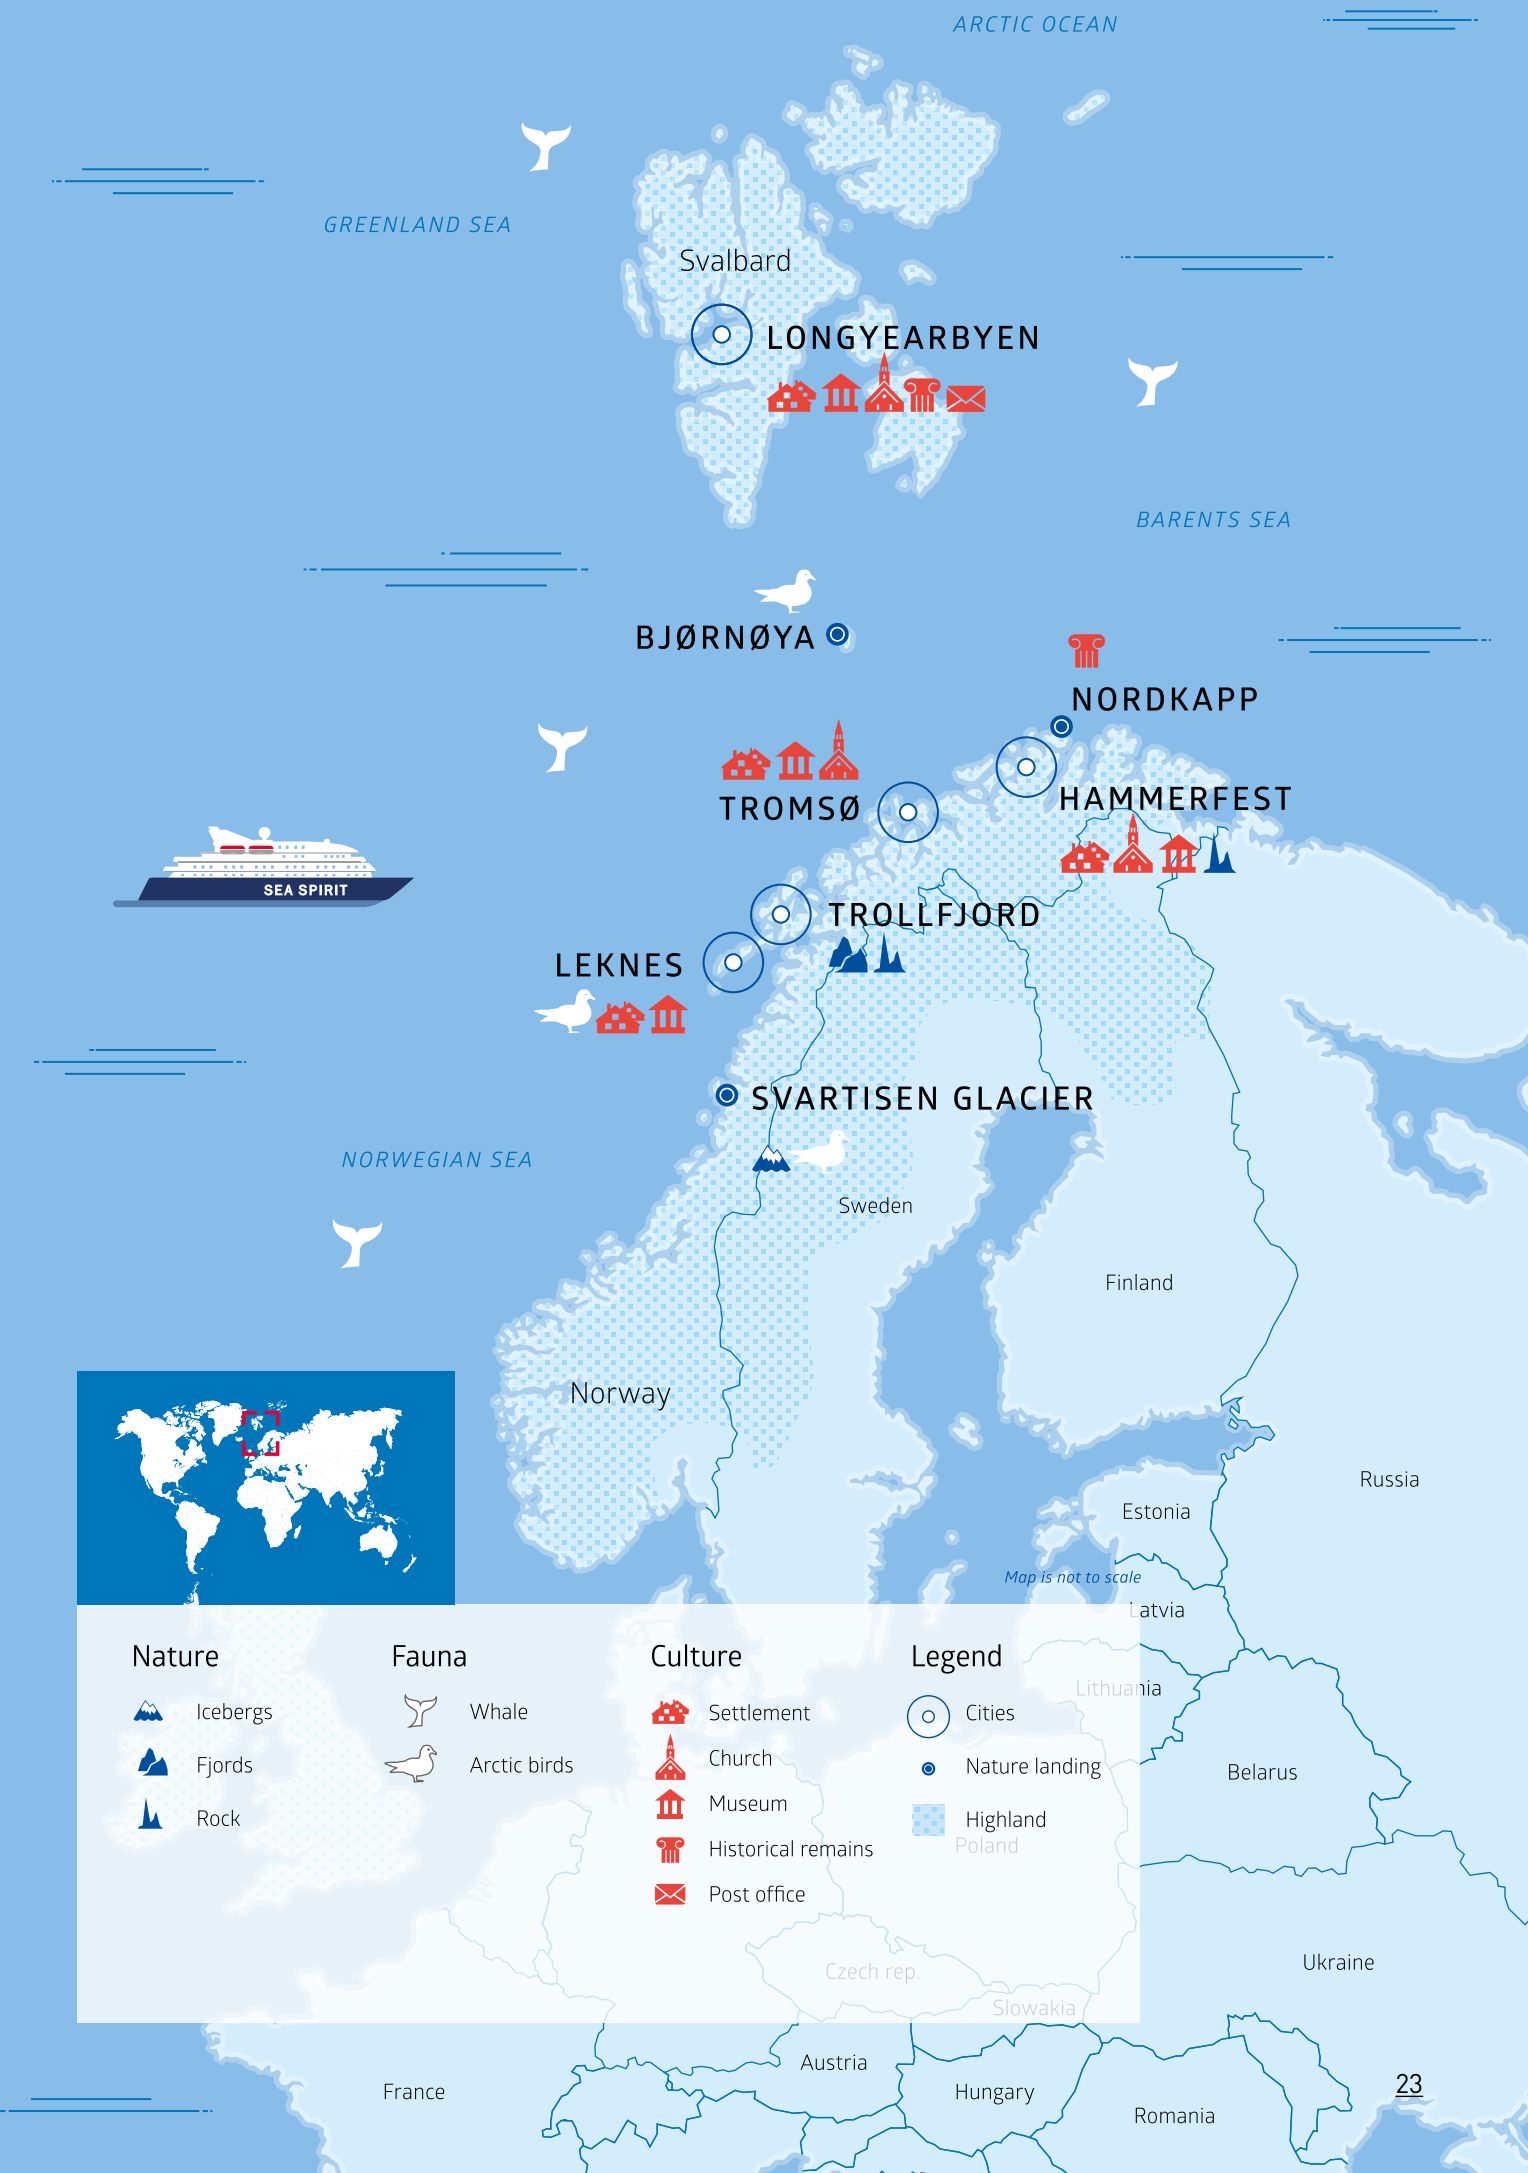 ARCTIC OCEAN
GREENLAND SEA
Svalbard
LONGYEARBYEN
BARENTS SEA
BJØRNØYA
NORDKAPP
TROMSØ
HAMMERFEST
SEA SPIRIT
TROLLFJORD
LEKNES
SVARTISEN GLACIER
NORWEGIAN SEA
Sweden
Finland
Norway
Russia
Estonia
Map is not to scale
Latvia
Lithuania
Nature
Icebergs
Fjords
Rock
Fauna
Whale
Arctic birds
Culture
Settlement
Church
Museum
Historical remains
Post office
Legend
Cities
Nature landing
Highland
Poland
Belarus
Ukraine
Czech rep.
Slowakia
Austria
France
Hungary
Romania
23